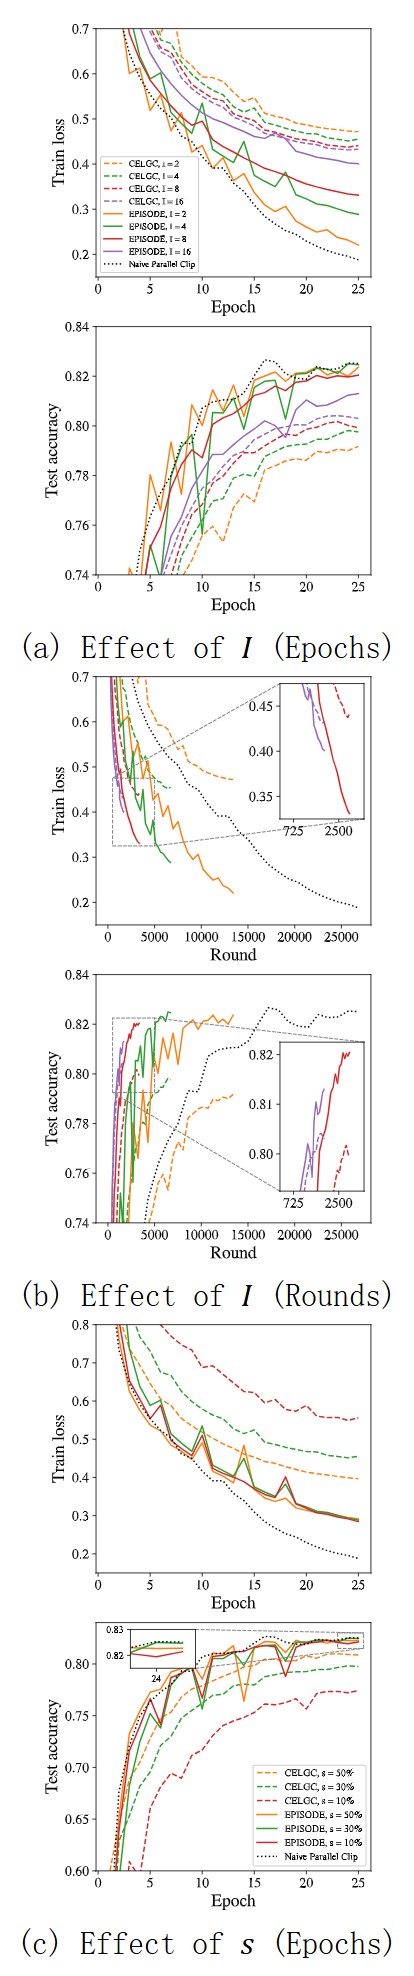 0.7
0.6
0.5
0.4
0.3
0.2
Train loss
CELGC, I = 2
CELGC, I = 4
CELGC, I = 8
CELGC, I = 16
EPISODE, I = 2
EPISODE, I = 4
EPISODE, I = 8
EPISODE, I = 16
Naive Parallel Clip
0 5 10 15 20 25
Epoch
0.84
0.82
0.80
0.78
0.76
0.74
Test accuracy
0 5 10 15 20 25
Epoch
(a) Effect of I (Epochs)
0.7
0.6
0.5
0.4
0.3
0.2
Train loss
0.45
0.40
0.35
725 2500
0 5000 10000 15000 20000 25000
Round
0.84
0.82
0.80
0.78
0.76
0.74
Test accuracy
0.82
0.81
0.80
725 2500
0 5000 10000 15000 20000 25000
Round
(b) Effect of I (Rounds)
0.8
0.7
0.6
0.5
0.4
0.3
0.2
Train loss
0 5 10 15 20 25
Epoch
0.80
0.75
0.70
0.65
0.60
Test accuracy
0.83
0.82
24
CELGC, s = 50%
CELGC, s = 30%
CELGC, s = 10%
EPISODE, s = 50%
EPISODE, s = 30%
EPISODE, s = 10%
Naive Parallel Clip
0 5 10 15 20 25
Epoch
(c) Effect of s (Epochs)